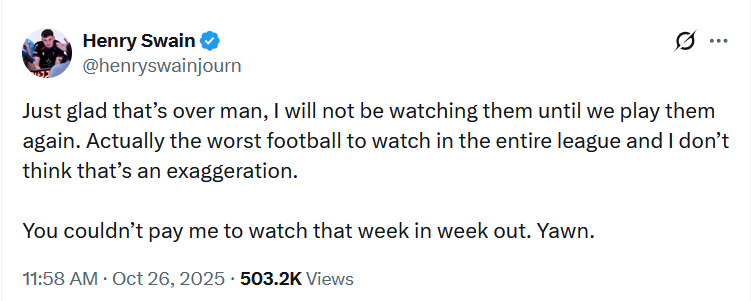 Henry Swain
@henryswainjourn
Just glad that’s over man, I will not be watching them until we play them
again. Actually the worst football to watch in the entire league and I don’t
think that’s an exaggeration.
You couldn’t pay me to watch that week in week out. Yawn.
11:58 AM · Oct 26, 2025 · 503.2K Views